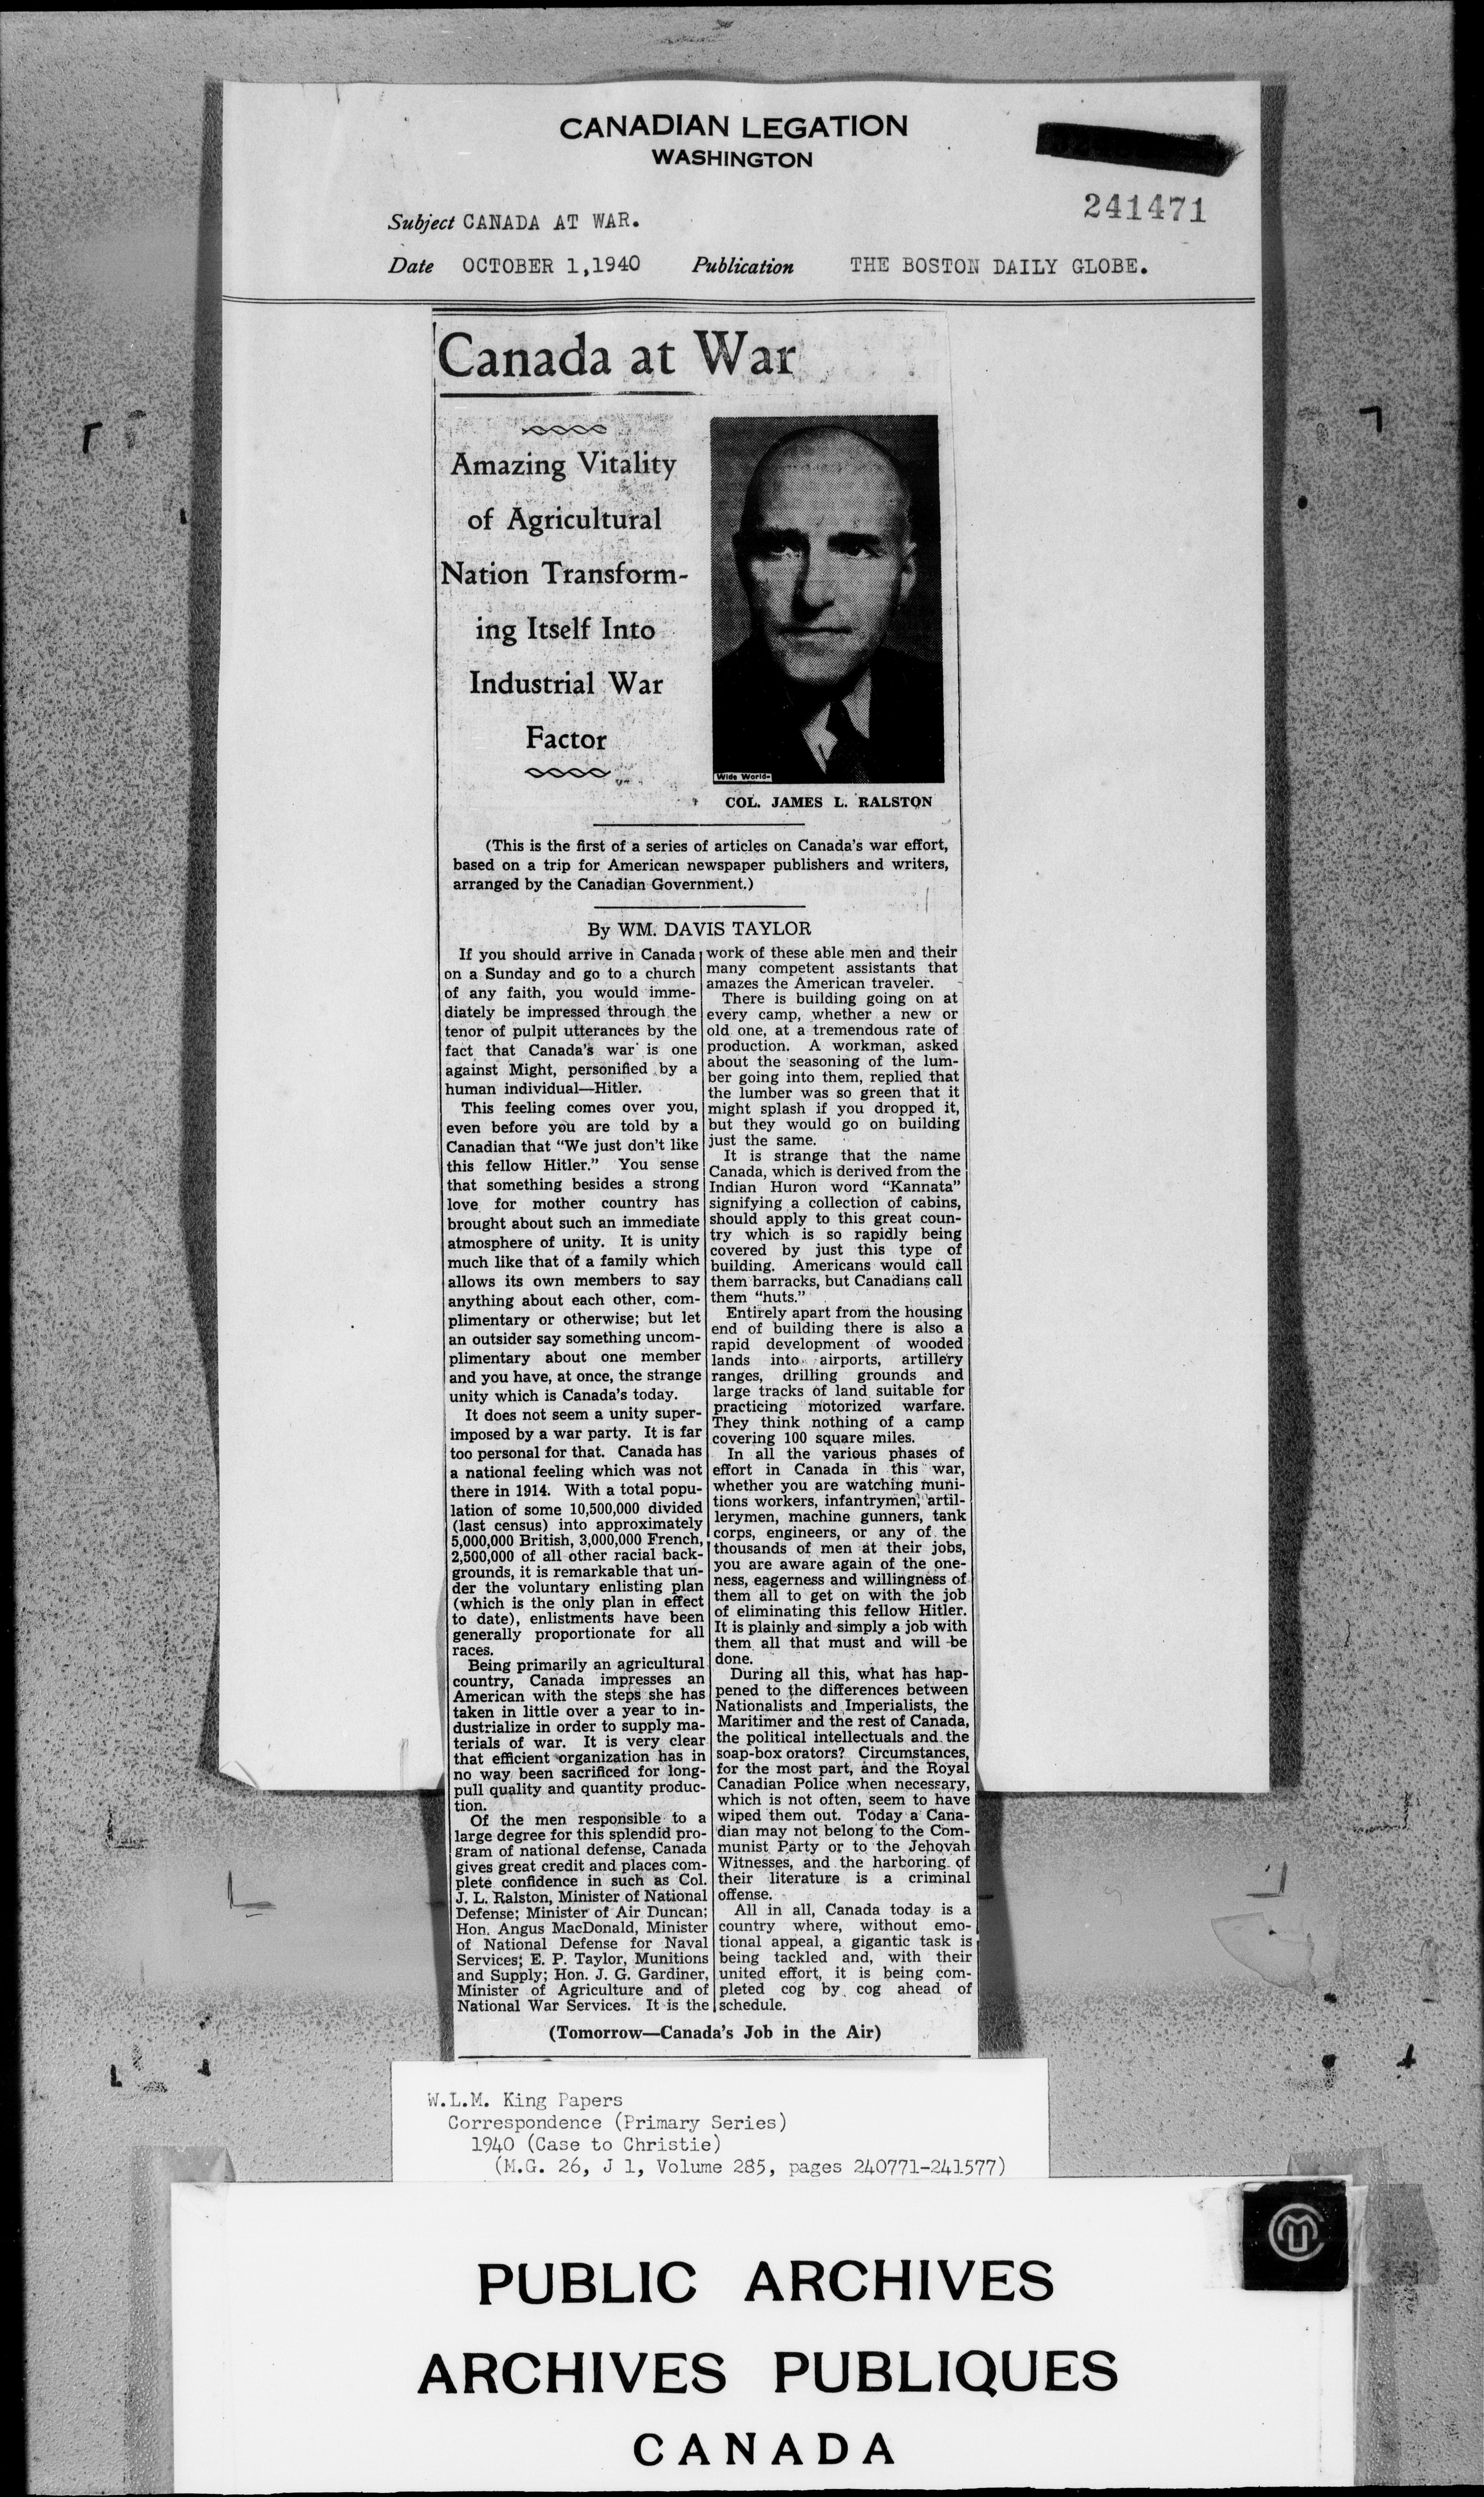 CANADIAN LEGATION
WASHINGTON
241471
Subject CANADA AT WAR.
Date OCTOBER 1,1940 Publication THE BOSTON DAILY GLOBE.
Canada at War
Amazing Vitality
of Agricultural
Nation Transform-
ing Itself Into
Industrial War
Factor
Wide World
COL. JAMES L. RALSTON
(This is the first of a series of articles on Canada's war effort,
based on a trip for American newspaper publishers and writers,
arranged by the Canadian Government.)
By WM. DAVIS TAYLOR
If you should arrive in Canada
on a Sunday and go to a church
of any faith, you would imme-
diately be impressed through the
tenor of pulpit utterances by the
fact that Canada's war is one
against Might, personified by a
human individual—Hitler.
This feeling comes over you,
even before you are told by a
Canadian that "We just don't like
this fellow Hitler." You sense
that something besides a strong
love for mother country has
brought about such an immediate
atmosphere of unity. It is unity
much like that of a family which
allows its own members to say
anything about each other, com-
plimentary or otherwise; but let
an outsider say something uncom-
plimentary about one member
and you have, at once, the strange
unity which is Canada's today.
It does not seem a unity super-
imposed by a war party. It is far
too personal for that. Canada has
a national feeling which was not
there in 1914. With a total popu-
lation of some 10,500,000 divided
(last census) into approximately
5,000,000 British, 3,000,000 French,
2,500,000 of all other racial back-
grounds, it is remarkable that un-
der the voluntary enlisting plan
(which is the only plan in effect
to date), enlistments have been
generally proportionate for all
races.
Being primarily an agricultural
country, Canada impresses an
American with the steps she has
taken in little over a year to in-
dustrialize in order to supply ma-
terials of war. It is very clear
that efficient organization has in
no way been sacrificed for long-
pull quality and quantity produc-
tion.
Of the men responsible to a
large degree for this splendid pro-
gram of national defense, Canada
gives great credit and places com-
plete confidence in such as Col.
J. L. Ralston, Minister of National
Defense; Minister of Air Duncan;
Hon. Angus MacDonald, Minister
of National Defense for Naval
Services; E. P. Taylor, Munitions
and Supply; Hon. J. G. Gardiner,
Minister of Agriculture and of
National War Services. It is the
work of these able men and their
many competent assistants that
amazes the American traveler.
There is building going on at
every camp, whether a new or
old one, at a tremendous rate of
production. A workman, asked
about the seasoning of the lum-
ber going into them, replied that
the lumber was so green that it
might splash if you dropped it,
but they would go on building
just the same.
It is strange that the name
Canada, which is derived from the
Indian Huron word "Kannata"
signifying a collection of cabins,
should apply to this great coun-
try which is so rapidly being
covered by just this type of
building. Americans would call
them barracks, but Canadians call
them "huts."
Entirely apart from the housing
end of building there is also a
rapid development of wooded
lands into airports, artillery
ranges, drilling grounds and
large tracks of land suitable for
practicing motorized warfare.
They think nothing of a camp
covering 100 square miles.
In all the various phases of
effort in Canada in this war,
whether you are watching muni-
tions workers, infantrymen, artil-
lerymen, machine gunners, tank
corps, engineers, or any of the
thousands of men at their jobs,
you are aware again of the one-
ness, eagerness and willingness of
them all to get on with the job
of eliminating this fellow Hitler.
It is plainly and simply a job with
them all that must and will be
done.
During all this, what has hap-
pened to the differences between
Nationalists and Imperialists, the
Maritimer and the rest of Canada,
the political intellectuals and the
soap-box orators? Circumstances,
for the most part, and the Royal
Canadian Police when necessary,
which is not often, seem to have
wiped them out. Today a Cana-
dian may not belong to the Com-
munist Party or to the Jehovah
Witnesses, and the harboring of
their literature is a criminal
offense.
All in all, Canada today is a
country where, without emo-
tional appeal, a gigantic task is
being tackled and, with their
united effort, it is being com-
pleted cog by cog ahead of
schedule.
(Tomorrow—Canada's Job in the Air)
W.L.M. King Papers
Correspondence (Primary Series)
1940 (Case to Christie)
(M.G. 26, J 1, Volume 285, pages 240771-241577)
PUBLIC ARCHIVES
ARCHIVES PUBLIQUES
CANADA